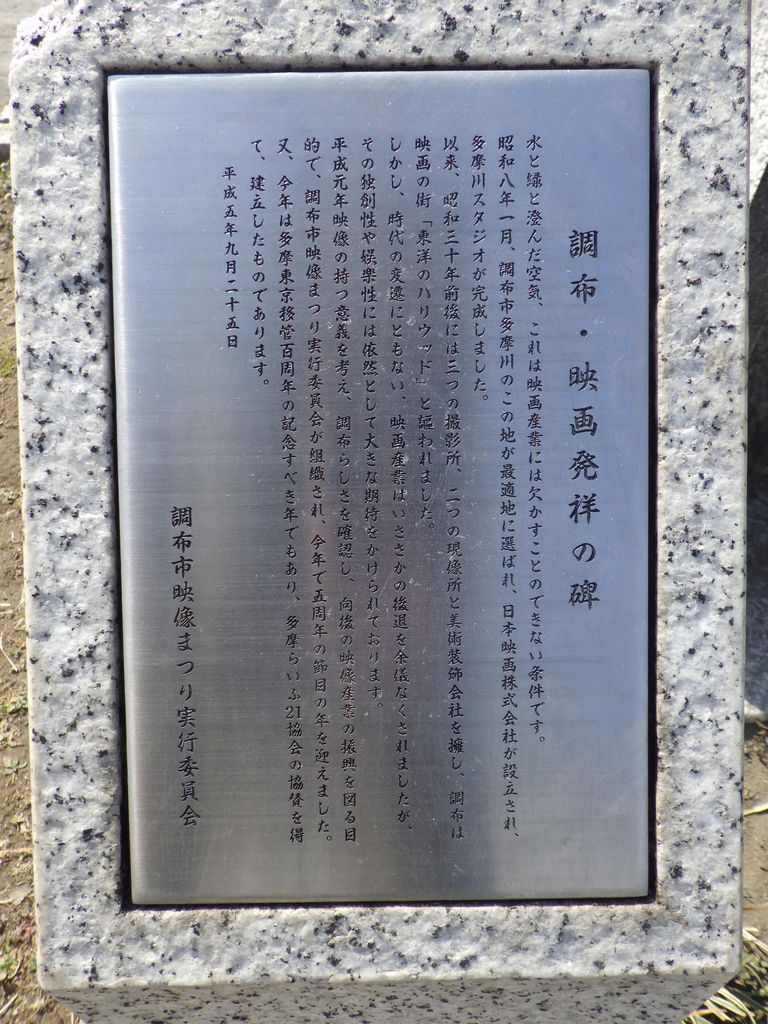 調布・映画発祥の碑
水と緑と澄んだ空気、これは映画産業には欠かすことのできない条件です。
昭和八年一月、調布市多摩川のこの地が最適地に選ばれ、日本映画株式会社が設立され、
多摩川スタジオが完成しました。
以来、昭和三十年前後には三つの撮影所、二つの現像所と美術装飾会社を擁し、調布は
映画の街「東洋のハリウッド」と謳われました。
しかし、時代の変遷にともない、映画産業はいささかの後退を余儀なくされましたが、
その独創性や娯楽性には依然として大きな期待をかけられております。
平成元年映像の持つ意義を考え、調布らしさを確認し、向後の映像産業の振興を図る目
的で、調布市映像まつり実行委員会が組織され、今年で五周年の節目の年を迎えました。
又、今年は多摩東京移管百周年の記念すべき年でもあり、多摩らいふ21協会の協賛を得
て、建立したものであります。
平成五年九月二十五日
調布市映像まつり実行委員会